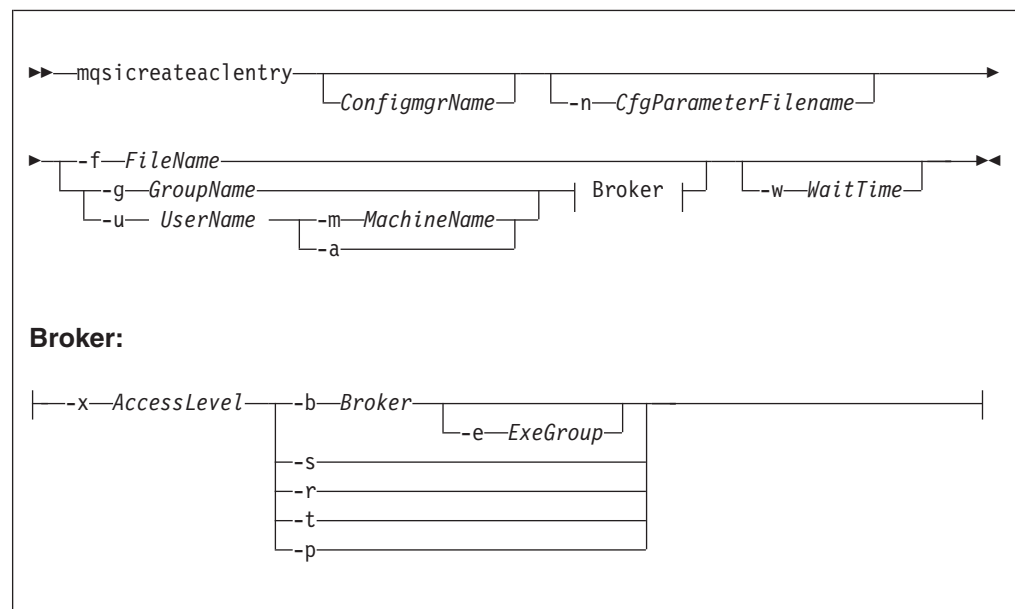 mqsicreateaclentry
ConfigmgrName -n CfgParameterFilename
-f FileName
-g GroupName Broker -w WaitTime
-u UserName -m MachineName
-a
Broker:
-x AccessLevel -b Broker
-e ExeGroup
-s
-r
-t
-p